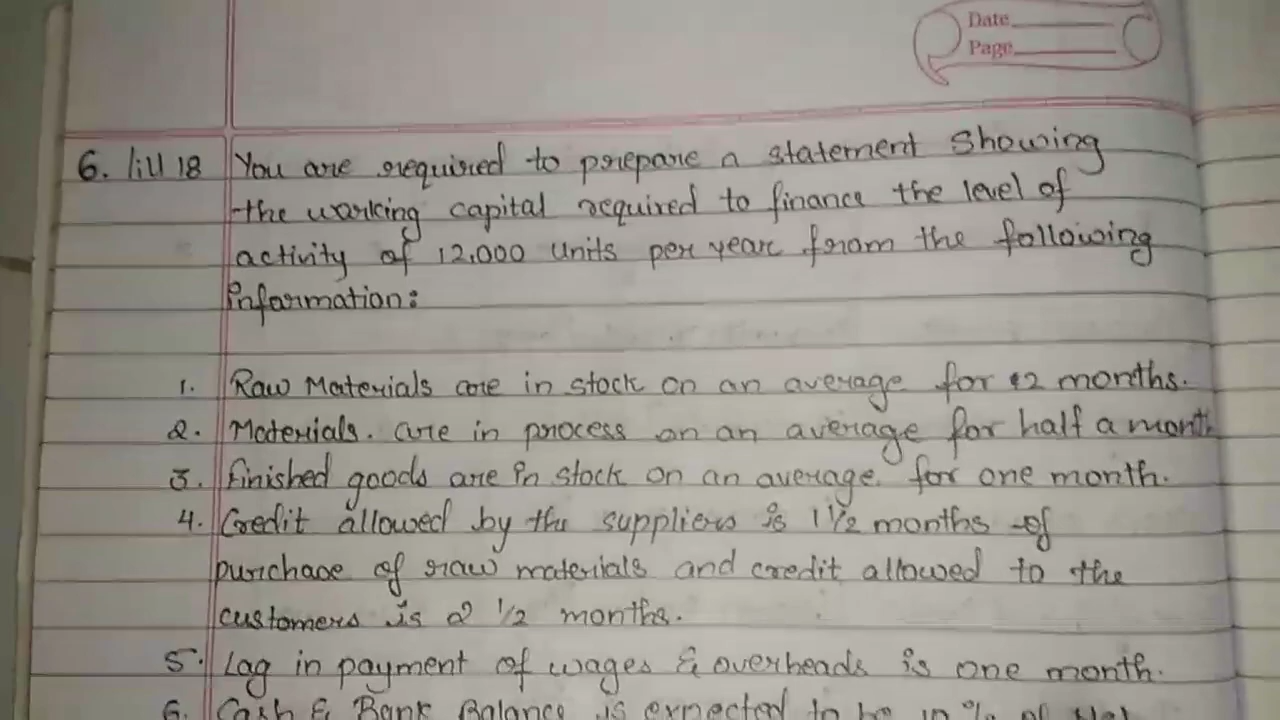 Date
Page
6. ill 18 You are required to prepare a statement showing
the working capital required to finance the level of
activity of 12,000 units per year from the following
information:
1. Raw Materials are in stock on an average for 2 months.
2. Materials. are in process on an average for half a month
3. Finished goods are in stock on an average. for one month.
4. Credit allowed by the suppliers is 1 1/2 months of
purchase of raw materials and credit allowed to the
customers is 2 1/2 months.
5. Lag in payment of wages & overheads is one month.
6. Cash & Bank Balance is expected to be 10% of Net